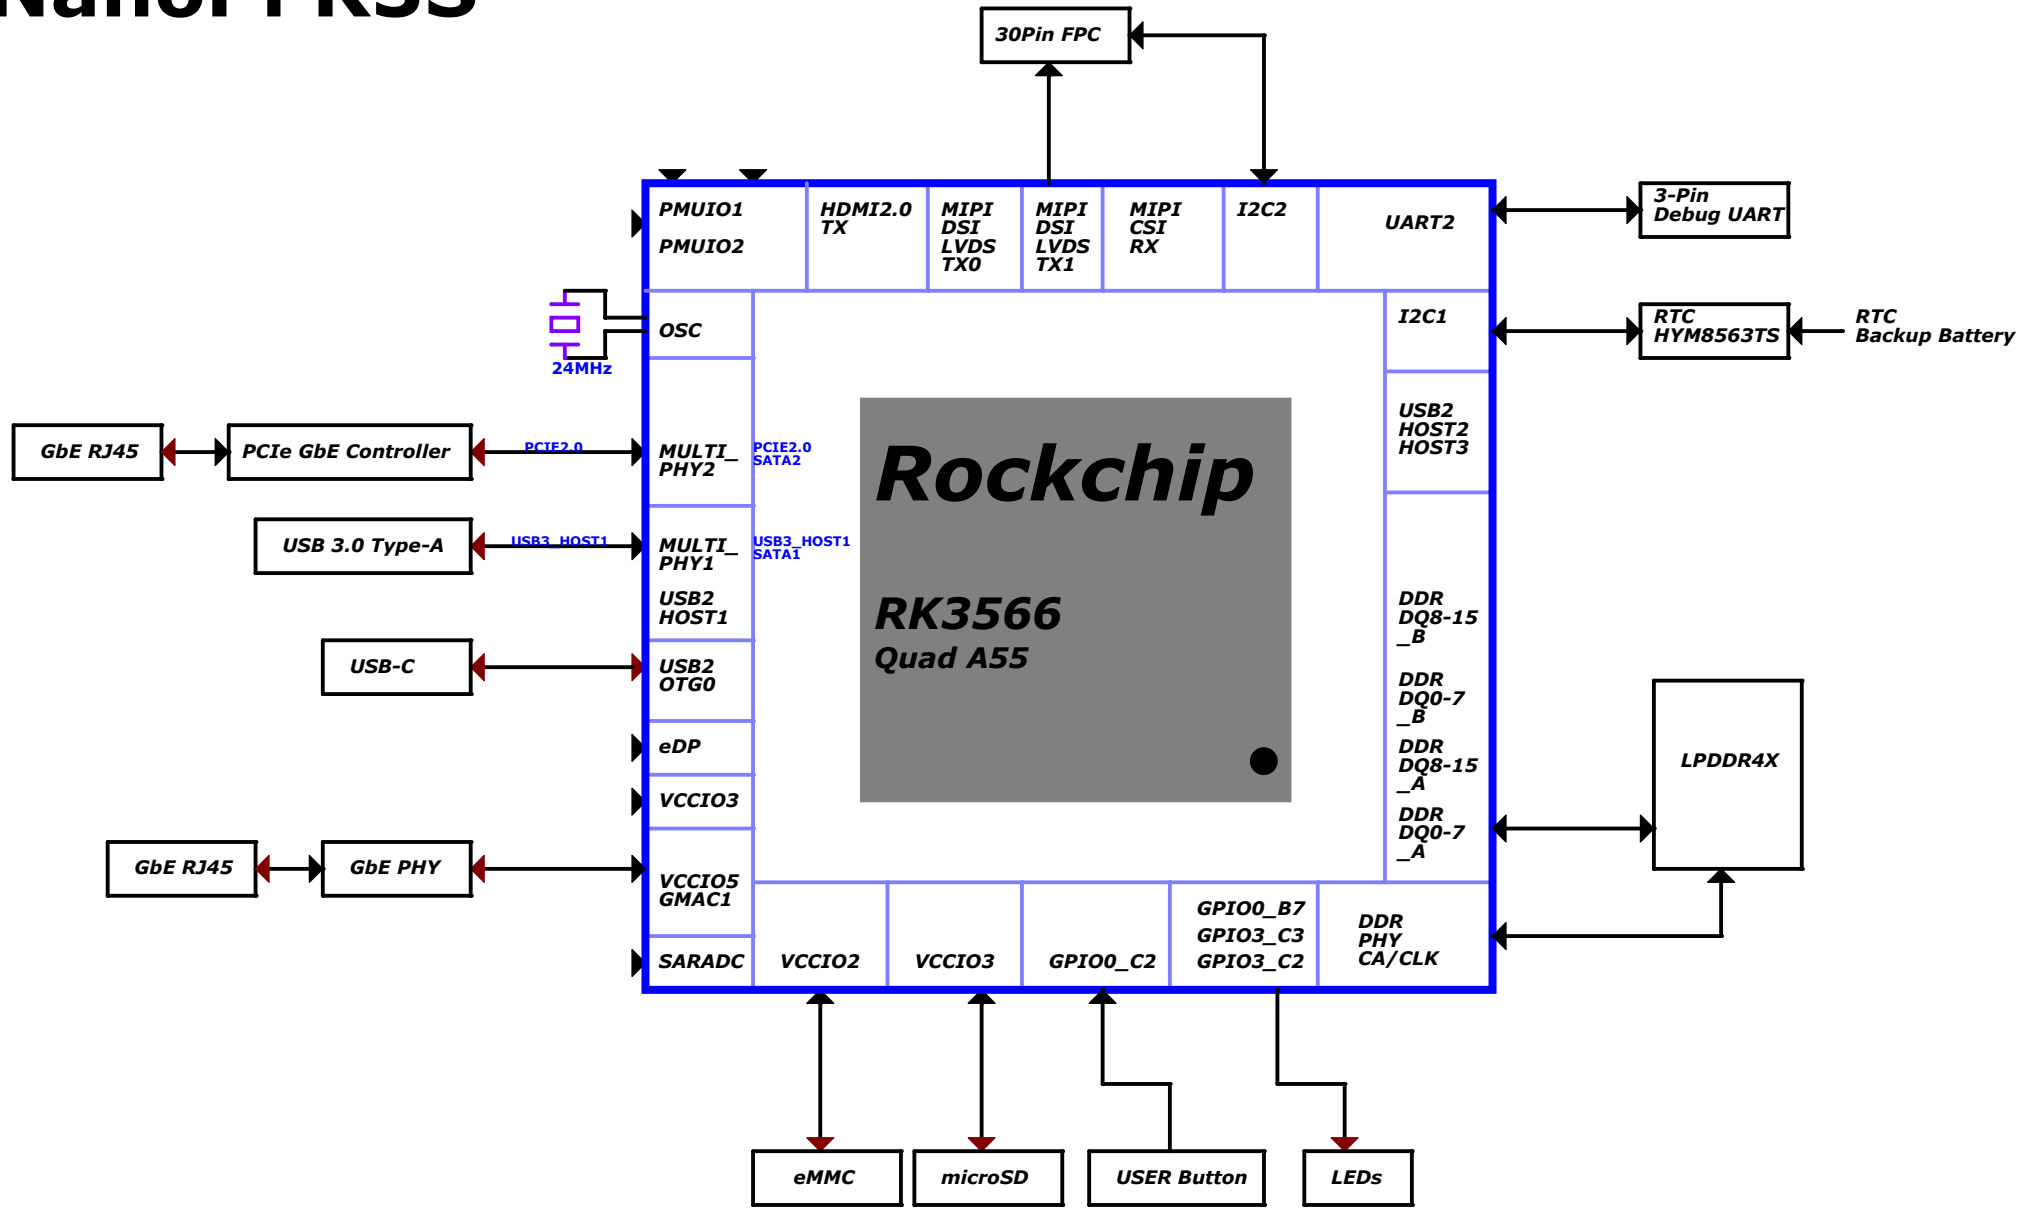 30Pin FPC
PMUIO1
PMUIO2
HDMI2.0
TX
MIPI
DSI
LVDS
TX0
MIPI
DSI
LVDS
TX1
MIPI
CSI
RX
I2C2
UART2
3-Pin
Debug UART
OSC
24MHz
I2C1
RTC
HYM8563TS
RTC
Backup Battery
GbE RJ45
PCIe GbE Controller
PCIE2.0
MULTI_
PHY2
PCIE2.0
SATA2
USB2
HOST2
HOST3
Rockchip
RK3566
Quad A55
USB 3.0 Type-A
USB3_HOST1
MULTI_
PHY1
USB3_HOST1
SATA1
USB2
HOST1
USB-C
USB2
OTG0
eDP
VCCIO3
DDR
DQ8-15
_B
DDR
DQ0-7
_B
DDR
DQ8-15
_A
DDR
DQ0-7
_A
LPDDR4X
GbE RJ45
GbE PHY
VCCIO5
GMAC1
SARADC
VCCIO2
VCCIO3
GPIO0_C2
GPIO0_B7
GPIO3_C3
GPIO3_C2
DDR
PHY
CA/CLK
eMMC
microSD
USER Button
LEDs